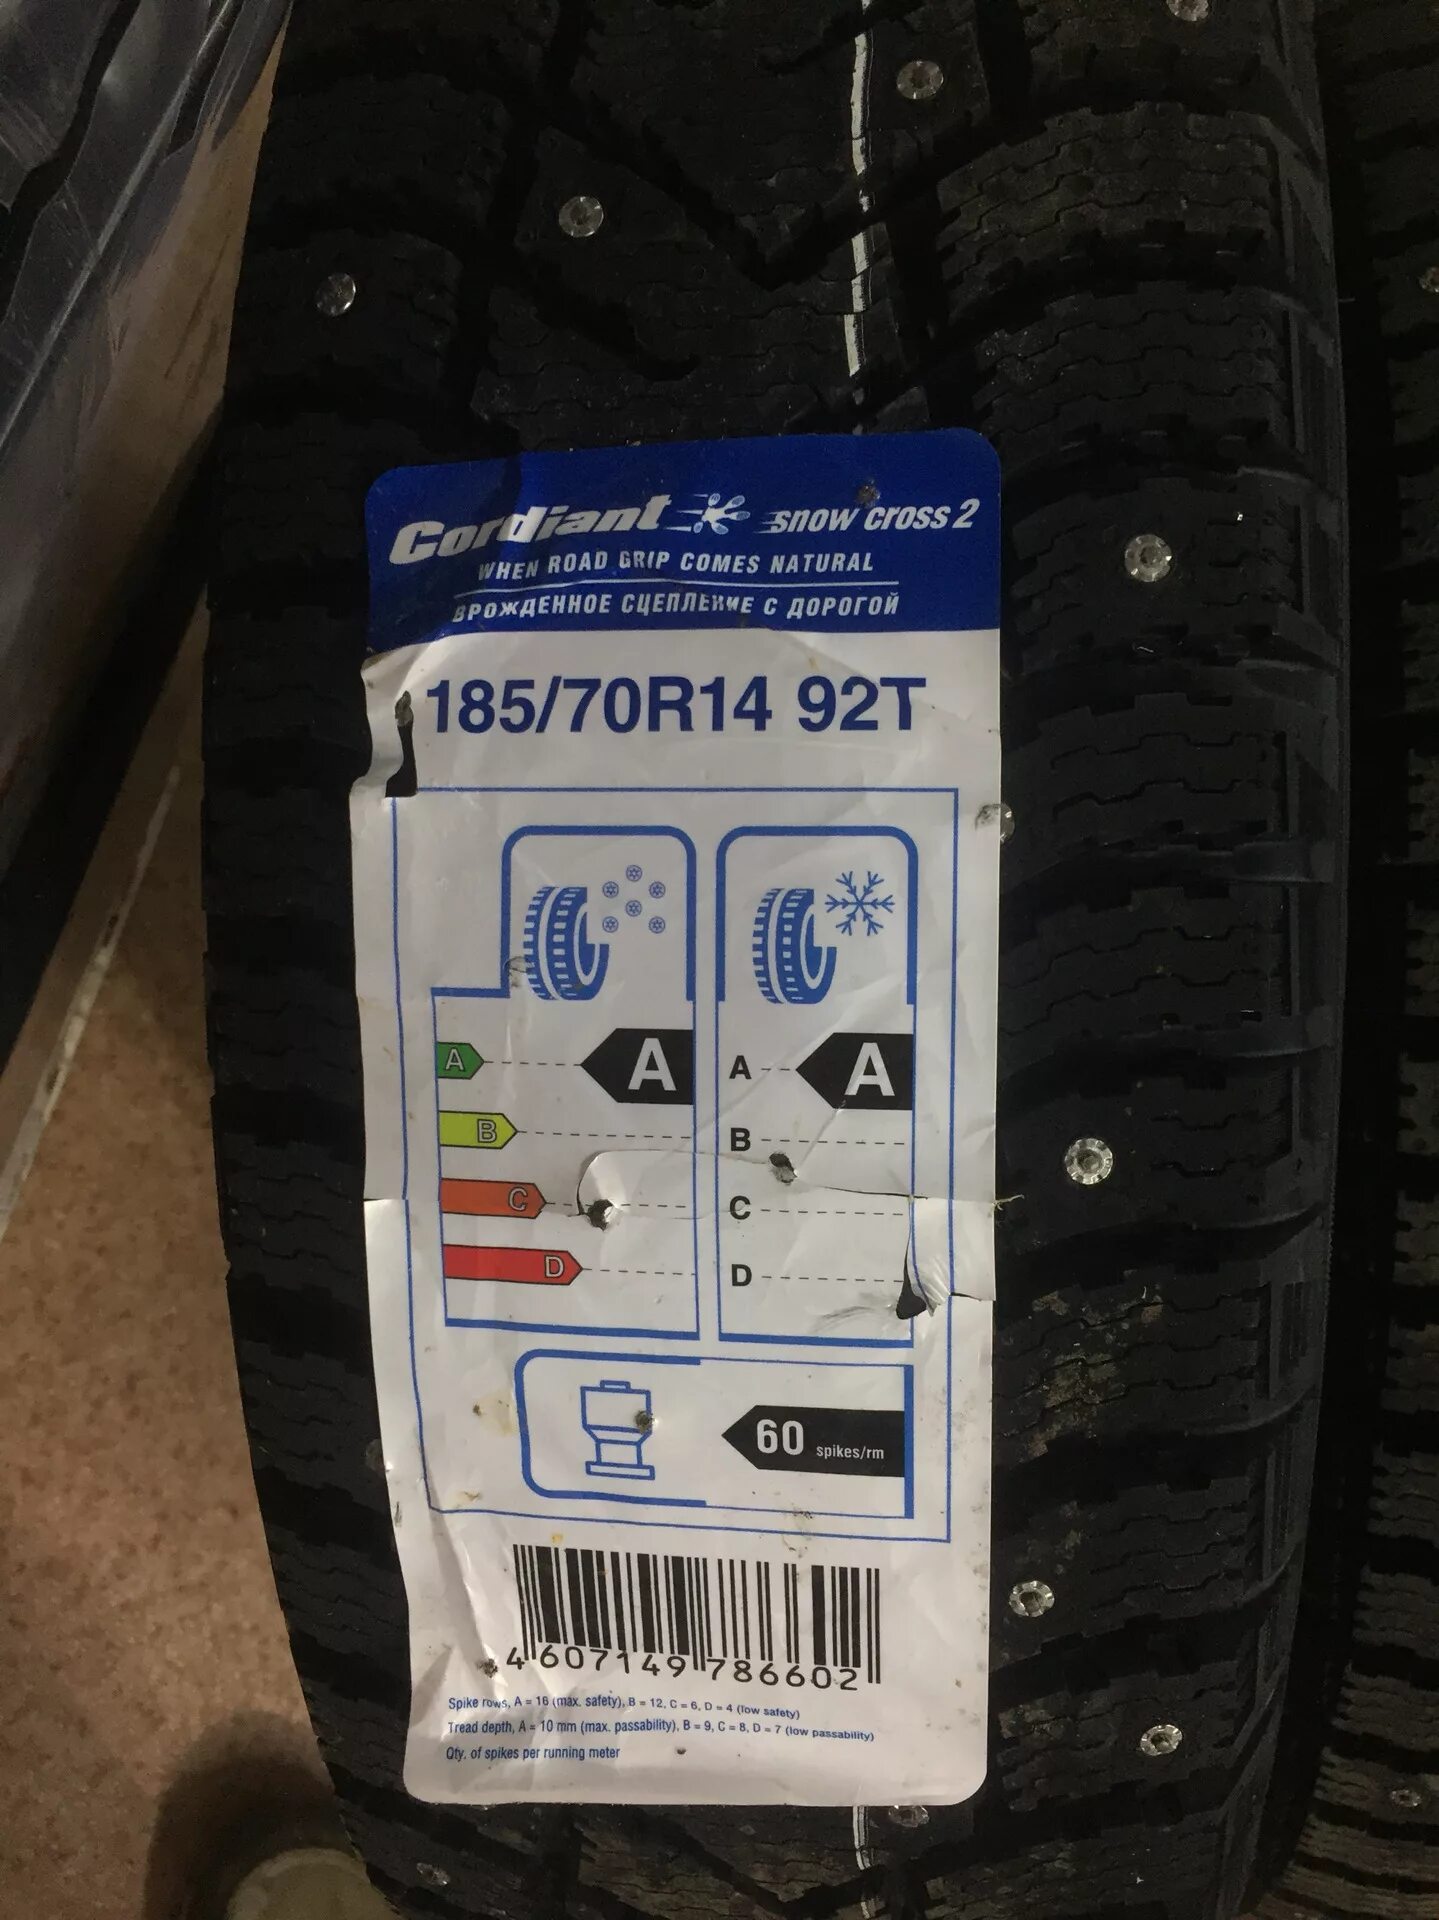 Cordiant snow cross 2
WHEN ROAD GRIP COMES NATURAL
ВРОЖДЕННОЕ СЦЕПЛЕНИЕ С ДОРОГОЙ
185/70R14 92T
A A A A
B B
C C
D D
60 spikes/rm
4 607149 786602
Spike rows, A = 16 (max. safety), B = 12, C = 6, D = 4 (low safety)
Tread depth, A = 10 mm (max. passability), B = 9, C = 8, D = 7 (low passability)
Qty. of spikes per running meter